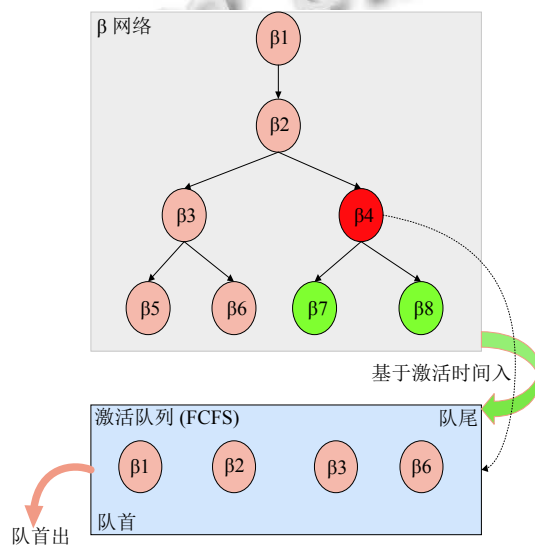 β 网络
β1
β2
β3 β4
β5 β6 β7 β8
基于激活时间入
激活队列 (FCFS) 队尾
β1 β2 β3 β6
队首
队首出